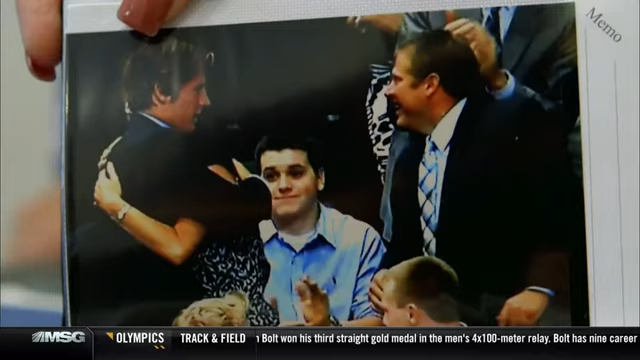 Memo
MSG OLYMPICS TRACK & FIELD Bolt won his third straight gold medal in the men's 4x100-meter relay. Bolt has nine career